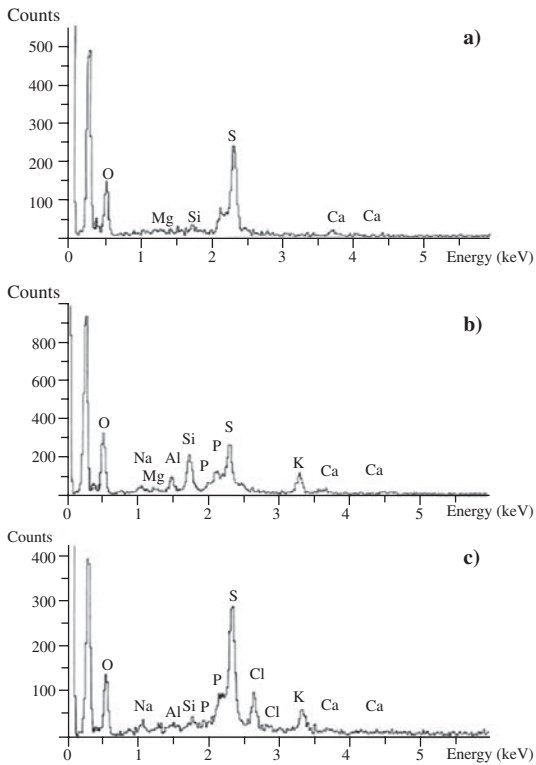 Counts
a)
500
400
300
200
100
O
Mg
Si
S
Ca
Ca
0 1 2 3 4 5 Energy (keV)
Counts
b)
800
600
400
200
O
Na
Mg
Al
Si
P
P
S
K
Ca
Ca
0 1 2 3 4 5 Energy (keV)
Counts
c)
400
300
200
100
O
Na
Al
Si
P
P
S
Cl
Cl
K
Ca
Ca
0 1 2 3 4 5 Energy (keV)